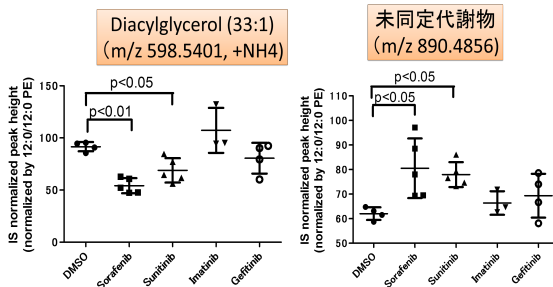 Diacylglycerol (33:1)
(m/z 598.5401, +NH4)
IS normalized peak height
(normalized by 12:0/12:0 PE)
150
100
50
0
p<0.05
p<0.01
DMSO
Sorafenib
Sunitinib
Imatinib
Gefitinib
未同定代謝物
(m/z 890.4856)
IS normalized peak height
(normalized by 12:0/12:0 PE)
110
100
90
80
70
60
50
p<0.05
p<0.05
DMSO
Sorafenib
Sunitinib
Imatinib
Gefitinib